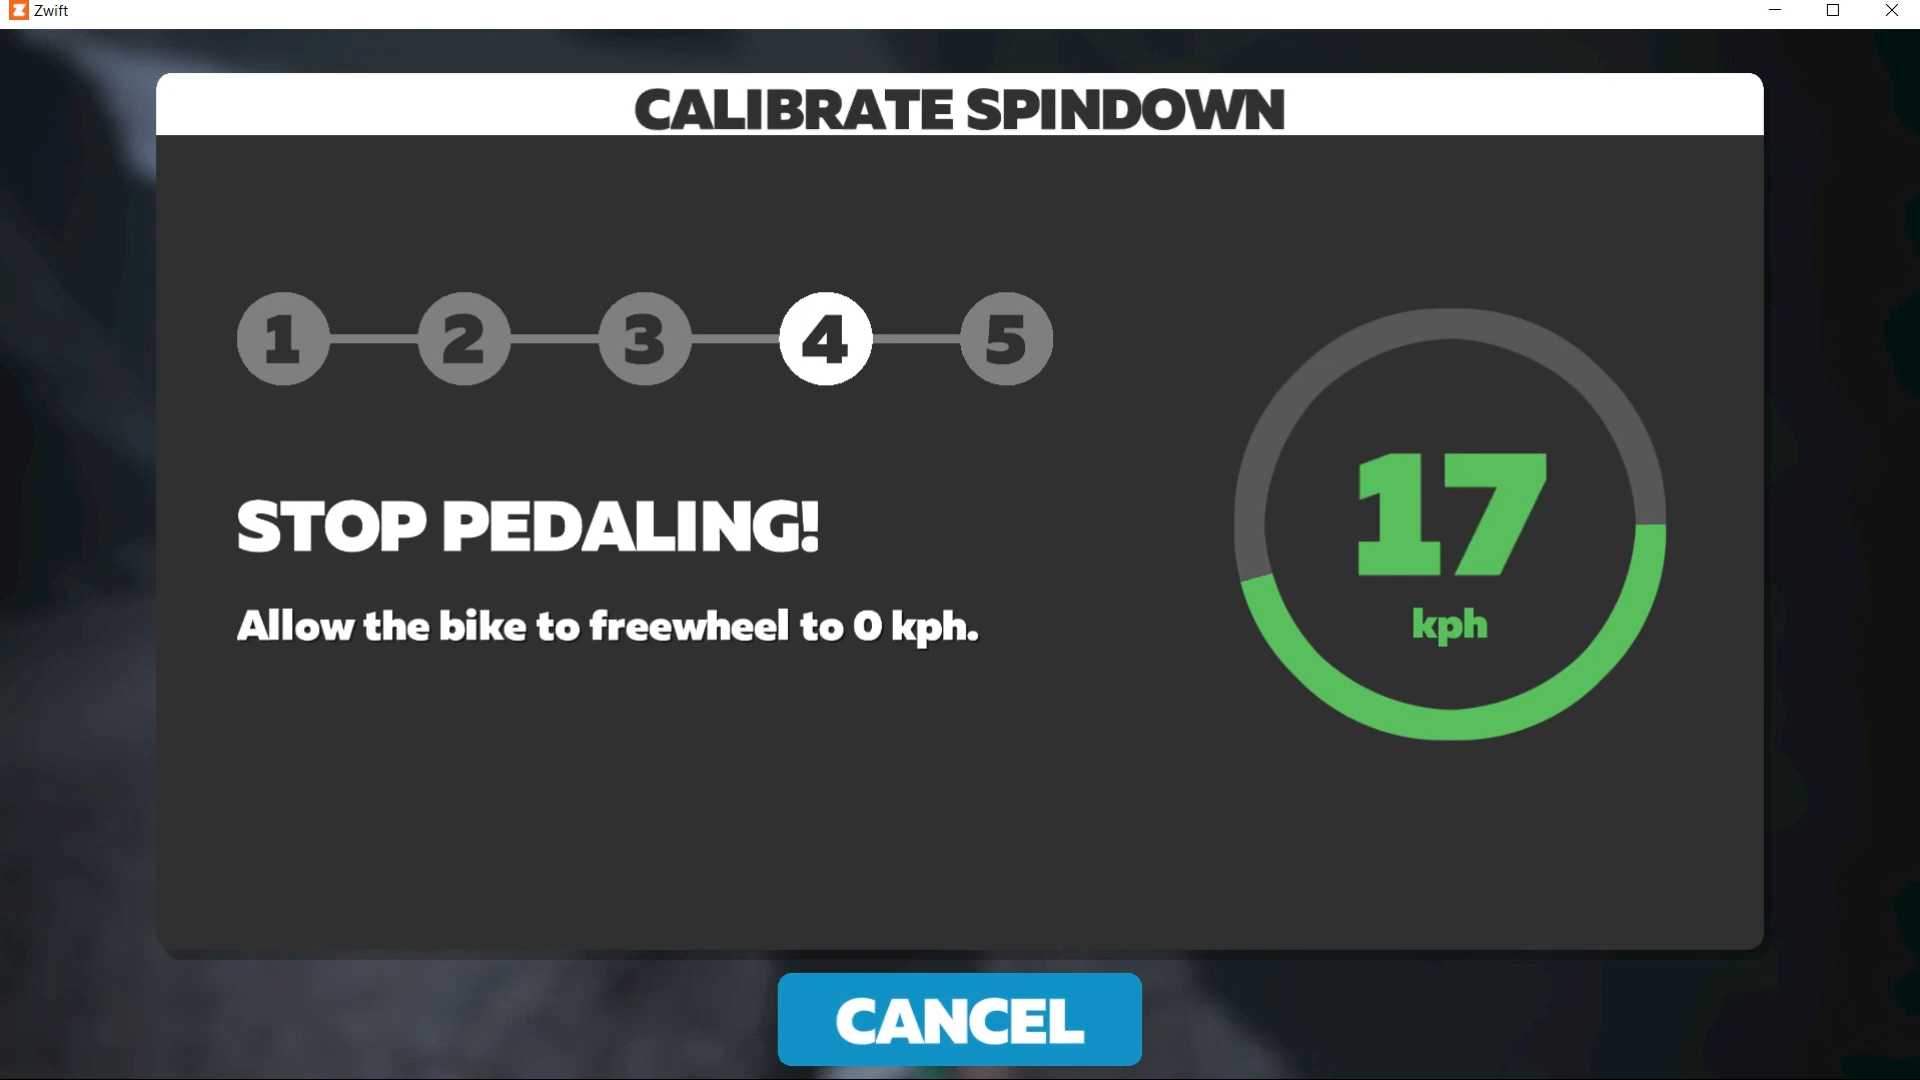 Zwift
CALIBRATE SPINDOWN
1 2 3 4 5
STOP PEDALING!
Allow the bike to freewheel to 0 kph.
17
kph
CANCEL